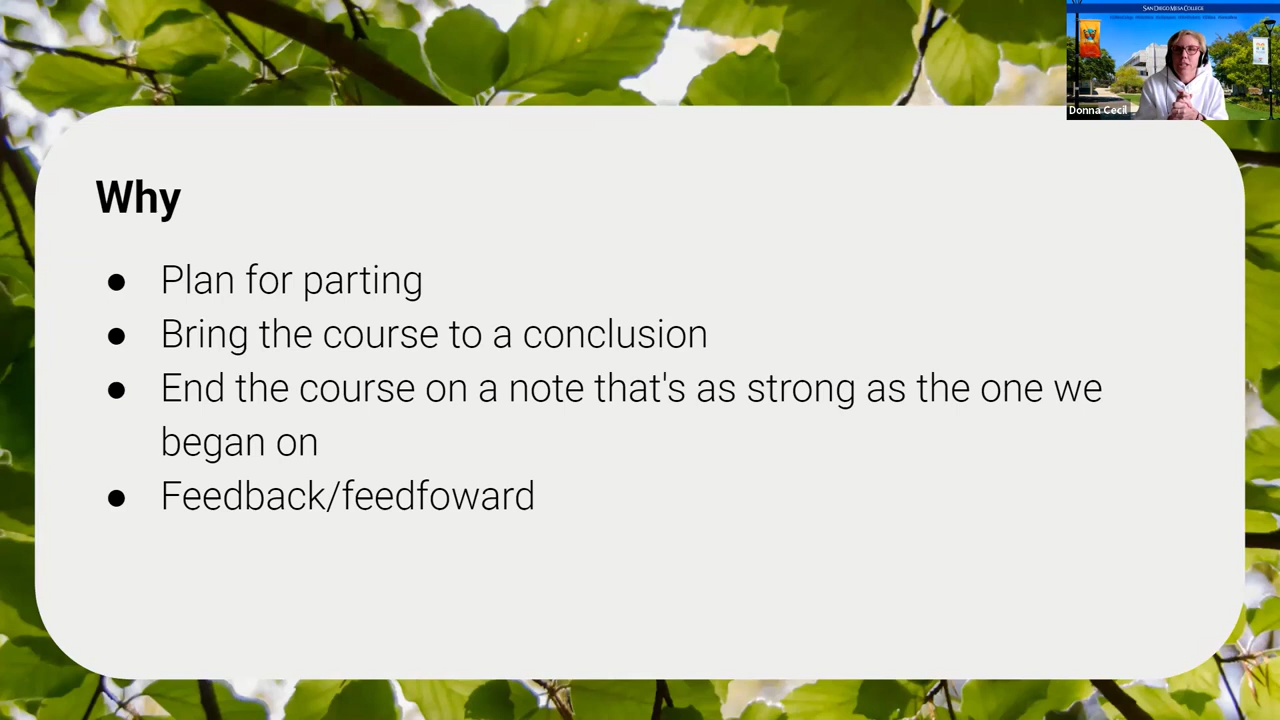 SAN DIEGO MESA COLLEGE
Donna Cecil
Why
● Plan for parting
● Bring the course to a conclusion
● End the course on a note that's as strong as the one we
began on
● Feedback/feedfoward